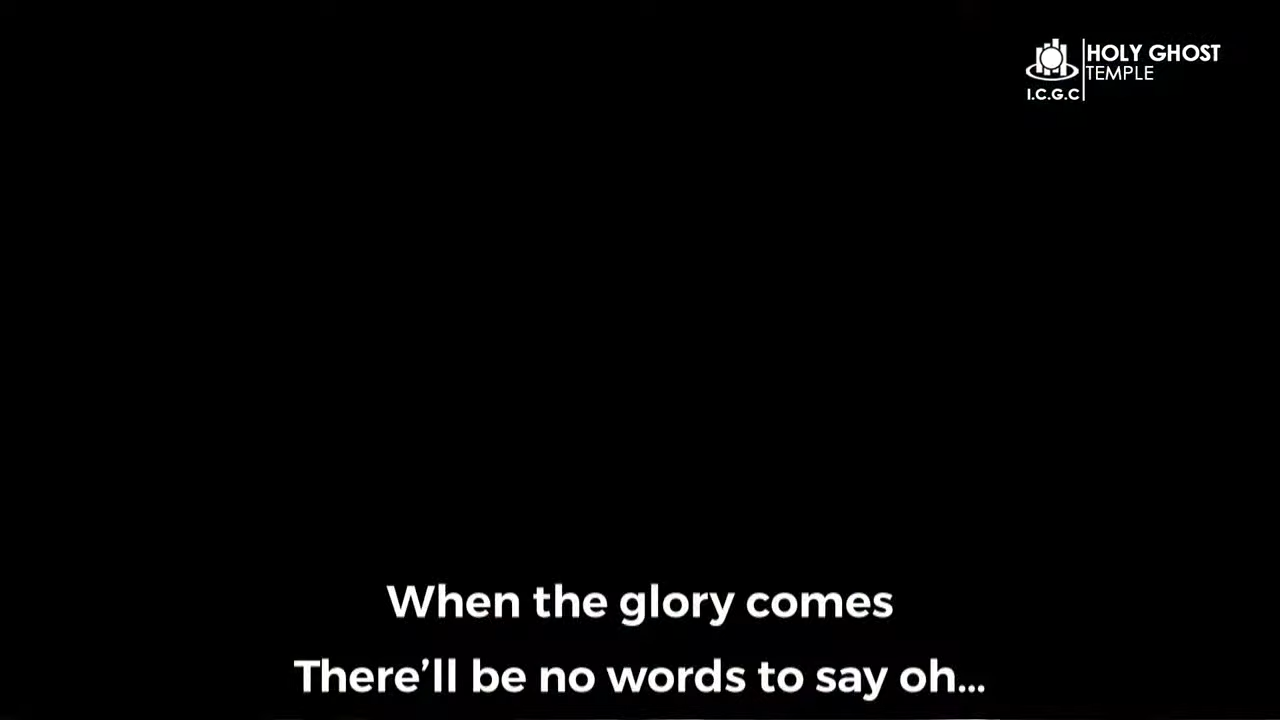 HOLY GHOST
TEMPLE
I.C.G.C
When the glory comes
There’ll be no words to say oh...